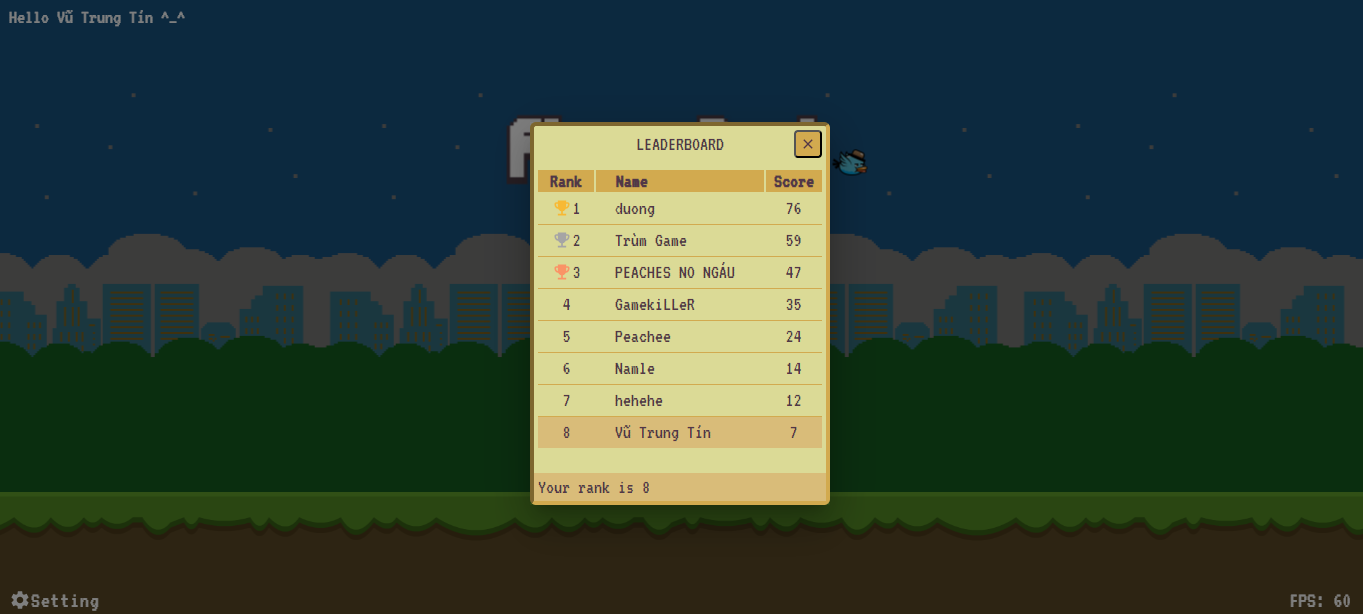 Hello Vũ Trung Tín ^_^
LEADERBOARD
Rank Name Score
1 duong 76
2 Trùm Game 59
3 PEACHES NO NGÁU 47
4 GamekiLLeR 35
5 Peachee 24
6 Namle 14
7 hehehe 12
8 Vũ Trung Tín 7
Your rank is 8
Setting FPS: 60